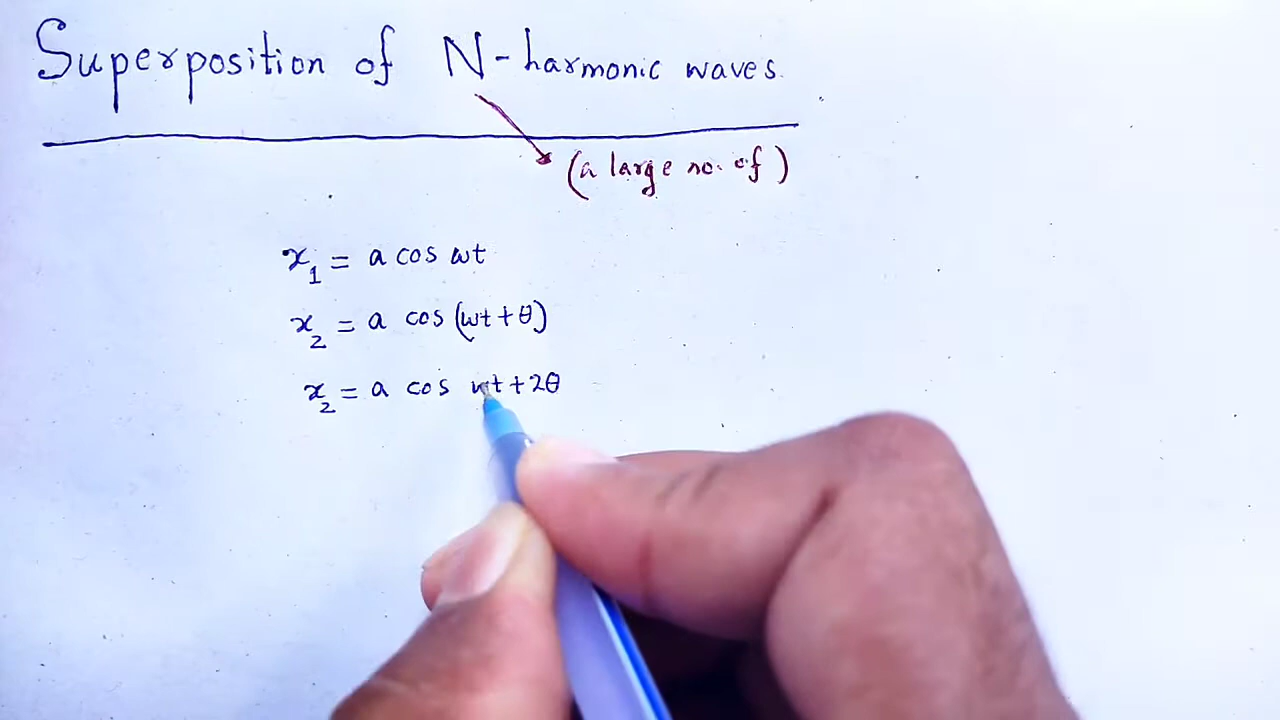 Superposition of N-harmonic waves.
(a large no. of)
x₁ = a cos ωt
x₂ = a cos (ωt + θ)
x₂ = a cos ωt + 2θ